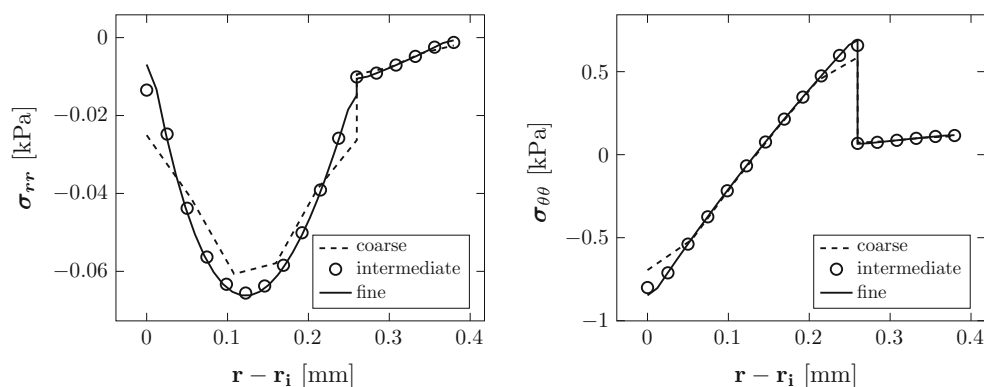 0
−0.02
−0.04
−0.06
σrr [kPa]
coarse
intermediate
fine
0 0.1 0.2 0.3 0.4
r − ri [mm]
0.5
0
−0.5
−1
σθθ [kPa]
coarse
intermediate
fine
0 0.1 0.2 0.3 0.4
r − ri [mm]